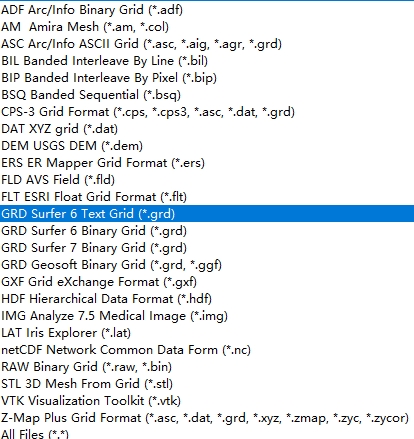 ADF Arc/Info Binary Grid (*.adf)
AM  Amira Mesh (*.am, *.col)
ASC Arc/Info ASCII Grid (*.asc, *.aig, *.agr, *.grd)
BIL Banded Interleave By Line (*.bil)
BIP Banded Interleave By Pixel (*.bip)
BSQ Banded Sequential (*.bsq)
CPS-3 Grid Format (*.cps, *.cps3, *.asc, *.dat, *.grd)
DAT XYZ grid (*.dat)
DEM USGS DEM (*.dem)
ERS ER Mapper Grid Format (*.ers)
FLD AVS Field (*.fld)
FLT ESRI Float Grid Format (*.flt)
GRD Surfer 6 Text Grid (*.grd)
GRD Surfer 6 Binary Grid (*.grd)
GRD Surfer 7 Binary Grid (*.grd)
GRD Geosoft Binary Grid (*.grd, *.ggf)
GXF Grid eXchange Format (*.gxf)
HDF Hierarchical Data Format (*.hdf)
IMG Analyze 7.5 Medical Image (*.img)
LAT Iris Explorer (*.lat)
netCDF Network Common Data Form (*.nc)
RAW Binary Grid (*.raw, *.bin)
STL 3D Mesh From Grid (*.stl)
VTK Visualization Toolkit (*.vtk)
Z-Map Plus Grid Format (*.asc, *.dat, *.grd, *.xyz, *.zmap, *.zyc, *.zycor)
All Files (*.*)